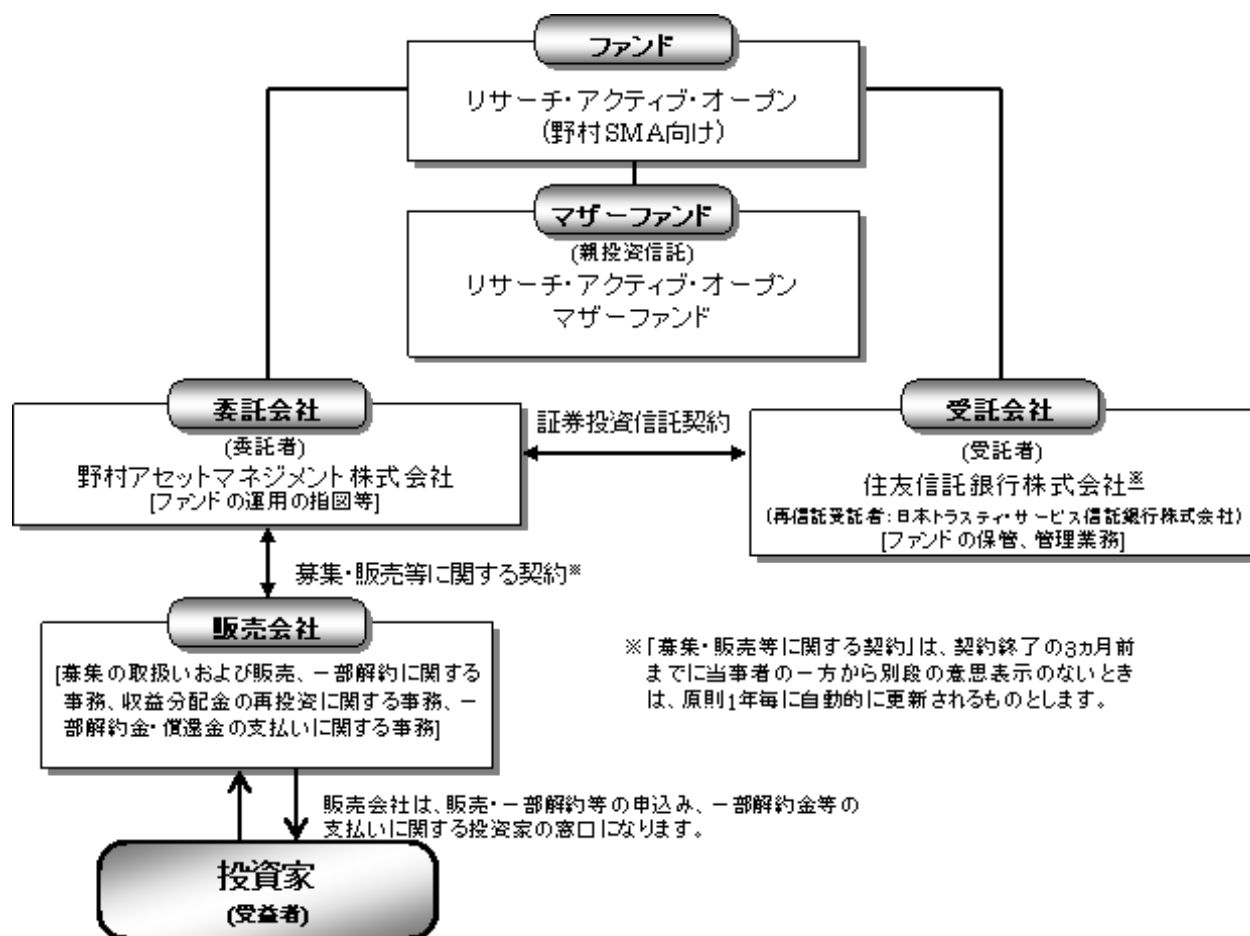 ファンド
リサーチ・アクティブ・オープン
(野村SMA向け)
マザーファンド
(親投資信託)
リサーチ・アクティブ・オープン
マザーファンド
委託会社
(委託者)
野村アセットマネジメント株式会社
[ファンドの運用の指図等]
証券投資信託契約
受託会社
(受託者)
住友信託銀行株式会社※
(再信託受託者:日本トラスティ・サービス信託銀行株式会社)
[ファンドの保管、管理業務]
募集・販売等に関する契約※
販売会社
[募集の取扱いおよび販売、一部解約に関する
事務、収益分配金の再投資に関する事務、一
部解約金・償還金の支払いに関する事務]
※「募集・販売等に関する契約」は、契約終了の3ヵ月前
までに当事者の一方から別段の意思表示のないとき
は、原則1年毎に自動的に更新されるものとします。
販売会社は、販売・一部解約等の申込み、一部解約金等の
支払いに関する投資家の窓口になります。
投資家
(受益者)